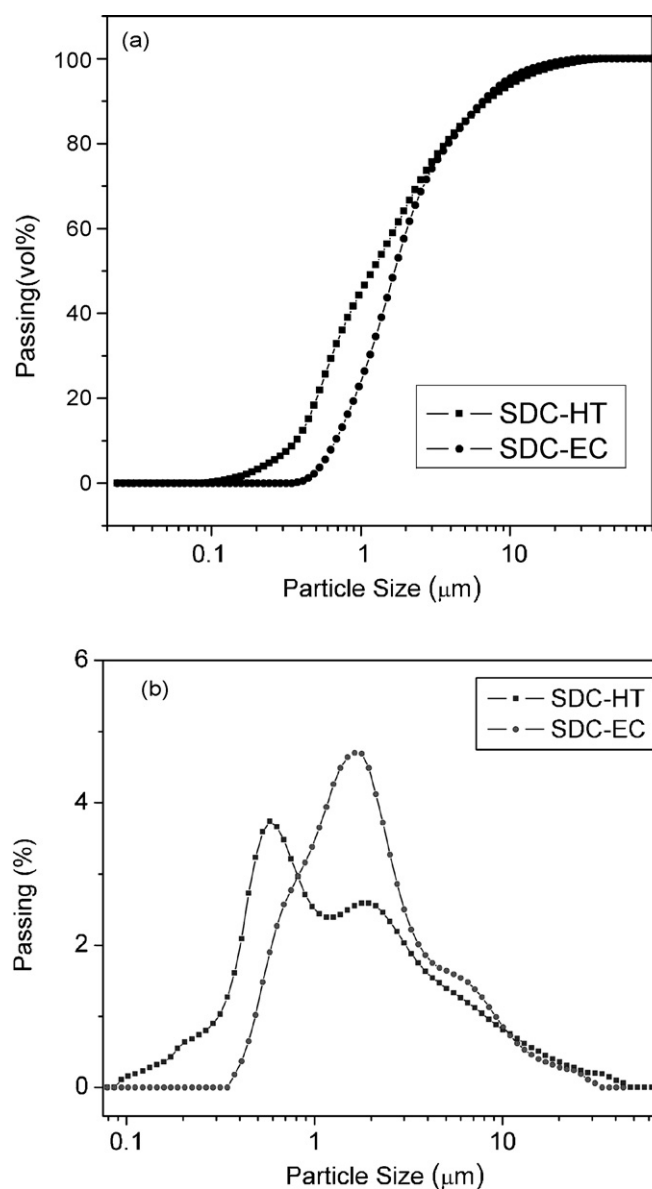 (a)
100
80
60
40
20
0
Passing(vol%)
SDC-HT
SDC-EC
0.1 1 10
Particle Size (μm)
(b)
6
4
2
0
Passing (%)
SDC-HT
SDC-EC
0.1 1 10
Particle Size (μm)